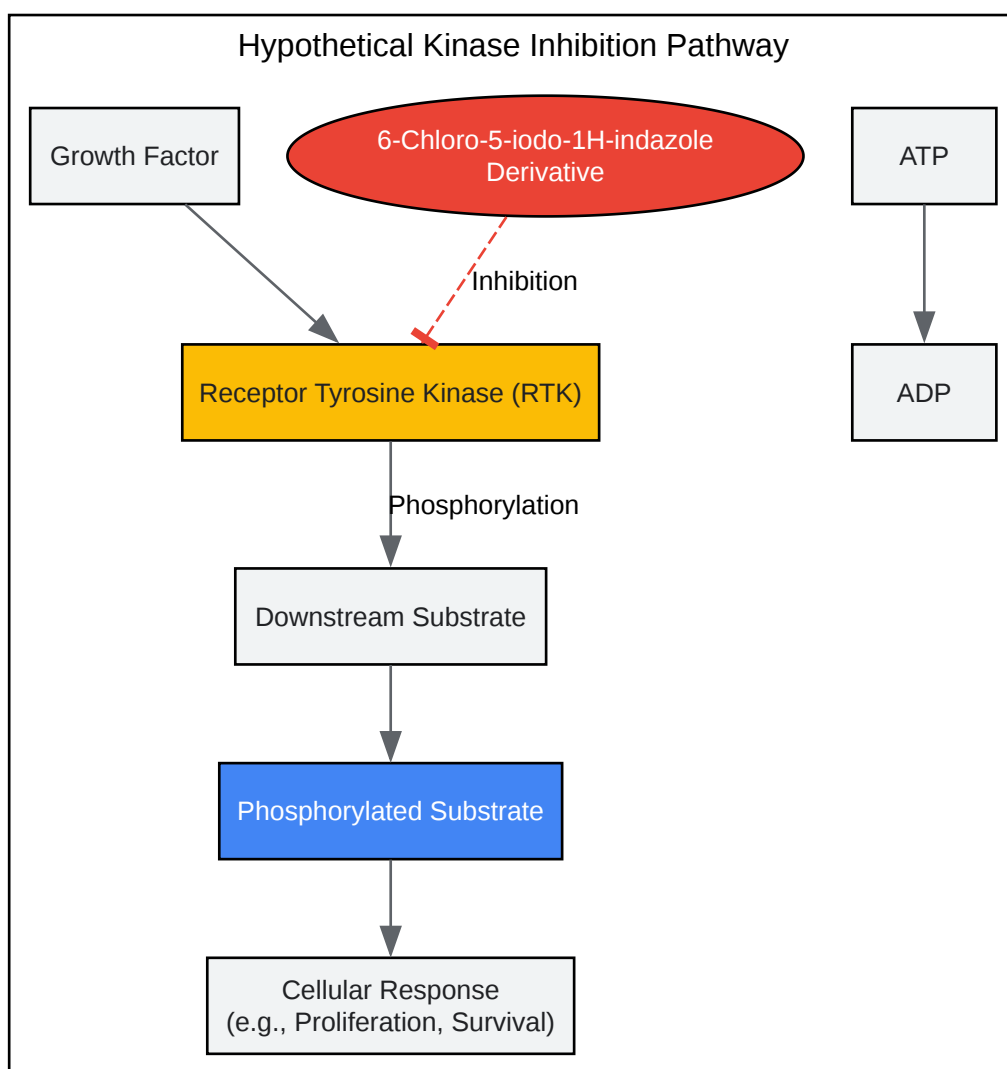 Hypothetical Kinase Inhibition Pathway
Growth Factor
6-Chloro-5-iodo-1H-indazole
Derivative
ATP
Inhibition
Receptor Tyrosine Kinase (RTK)
ADP
Phosphorylation
Downstream Substrate
Phosphorylated Substrate
Cellular Response
(e.g., Proliferation, Survival)